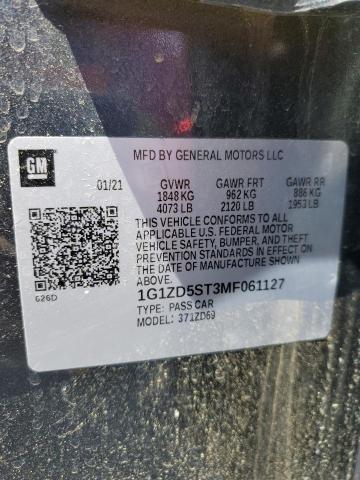 GM
MFD BY GENERAL MOTORS LLC
01/21 GVWR GAWR FRT GAWR RR
1848 KG 962 KG 886 KG
4073 LB 2120 LB 1953 LB
THIS VEHICLE CONFORMS TO ALL
APPLICABLE U.S. FEDERAL MOTOR
VEHICLE SAFETY, BUMPER, AND THEFT
PREVENTION STANDARDS IN EFFECT
ON THE DATE OF MANUFACTURE SHOWN
ABOVE.
G26D
1G1ZD5ST3MF061127
TYPE: PASS CAR
MODEL: 371ZD69